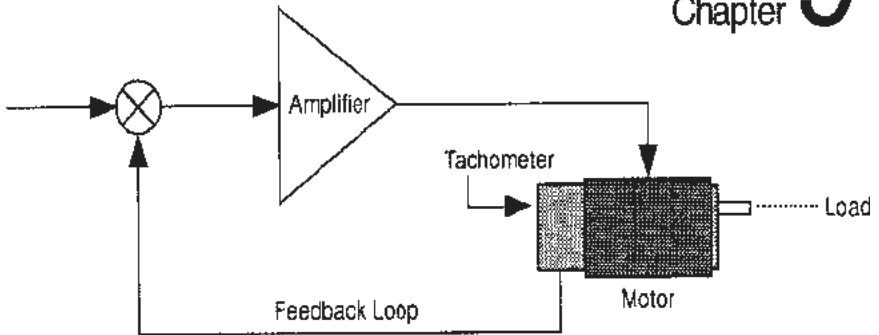 Chapter
Amplifier
Tachometer
Load
Motor
Feedback Loop